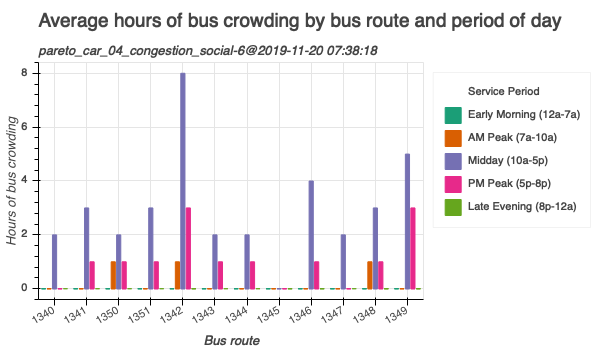 Average hours of bus crowding by bus route and period of day
pareto_car_04_congestion_social-6@2019-11-20 07:38:18
Hours of bus crowding
8
6
4
2
0
1340 1341 1350 1351 1342 1343 1344 1345 1346 1347 1348 1349
Bus route
Service Period
Early Morning (12a-7a)
AM Peak (7a-10a)
Midday (10a-5p)
PM Peak (5p-8p)
Late Evening (8p-12a)